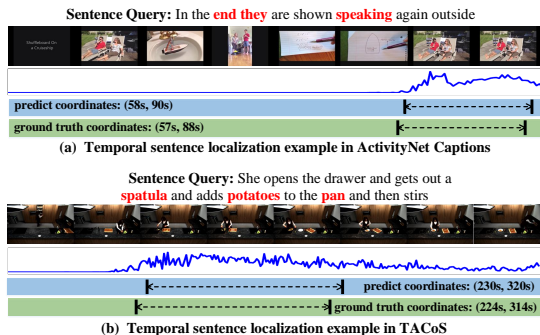 Sentence Query: In the end they are shown speaking again outside
Shuffleboard On
a Cruiseship
predict coordinates: (58s, 90s)
ground truth coordinates: (57s, 88s)
(a) Temporal sentence localization example in ActivityNet Captions
Sentence Query: She opens the drawer and gets out a
spatula and adds potatoes to the pan and then stirs
predict coordinates: (230s, 320s)
ground truth coordinates: (224s, 314s)
(b) Temporal sentence localization example in TACoS